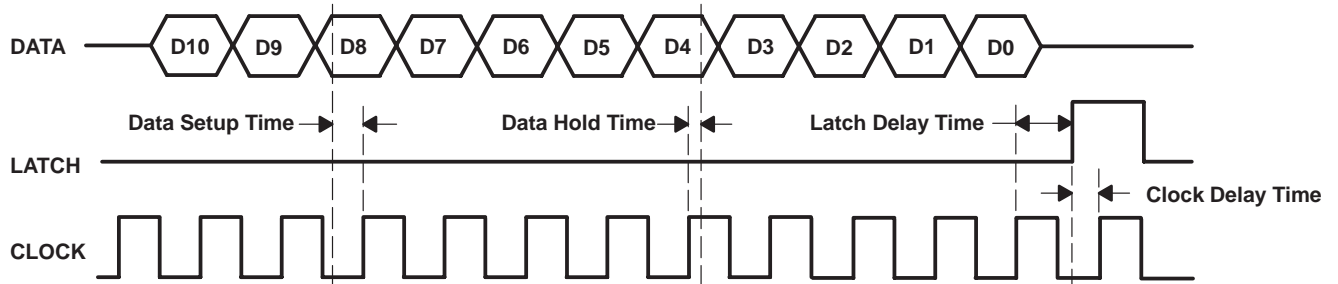 DATA D10 D9 D8 D7 D6 D5 D4 D3 D2 D1 D0
Data Setup Time Data Hold Time Latch Delay Time
LATCH
Clock Delay Time
CLOCK